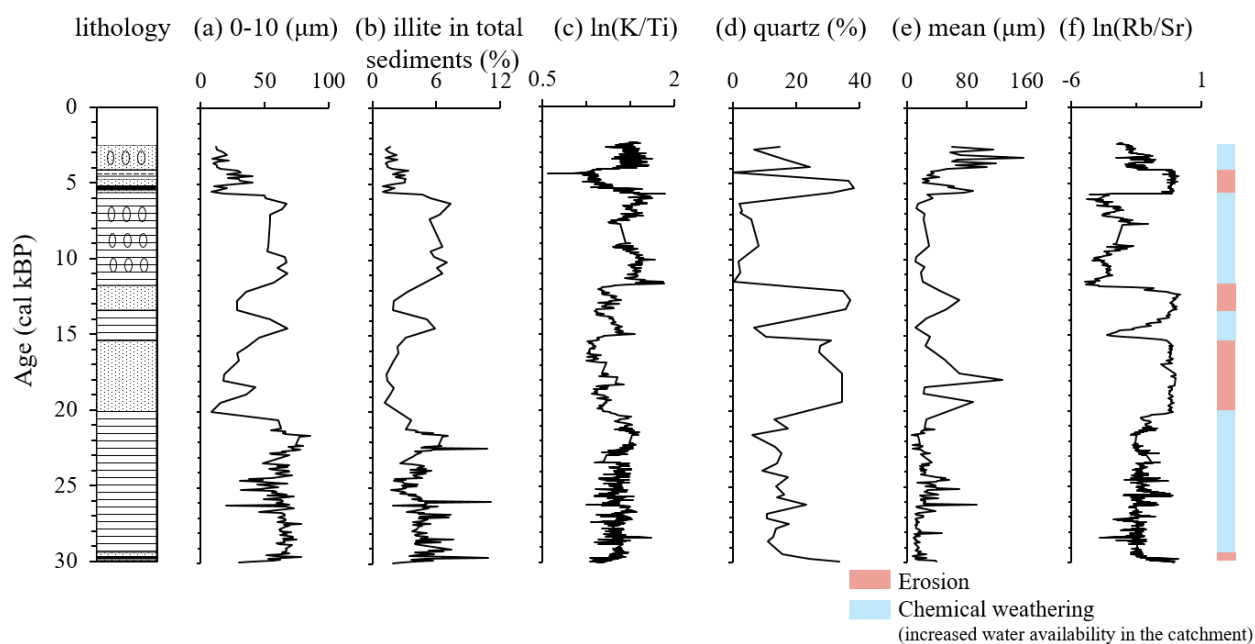 lithology (a) 0-10 (μm) (b) illite in total (c) ln(K/Ti) (d) quartz (%) (e) mean (μm) (f) ln(Rb/Sr)
sediments (%)
0 50 100 0 6 12 0.5 2 0 20 40 0 80 160 -6 1
0
5
10
15
20
25
30
Age (cal kBP)
Erosion
Chemical weathering
(increased water availability in the catchment)